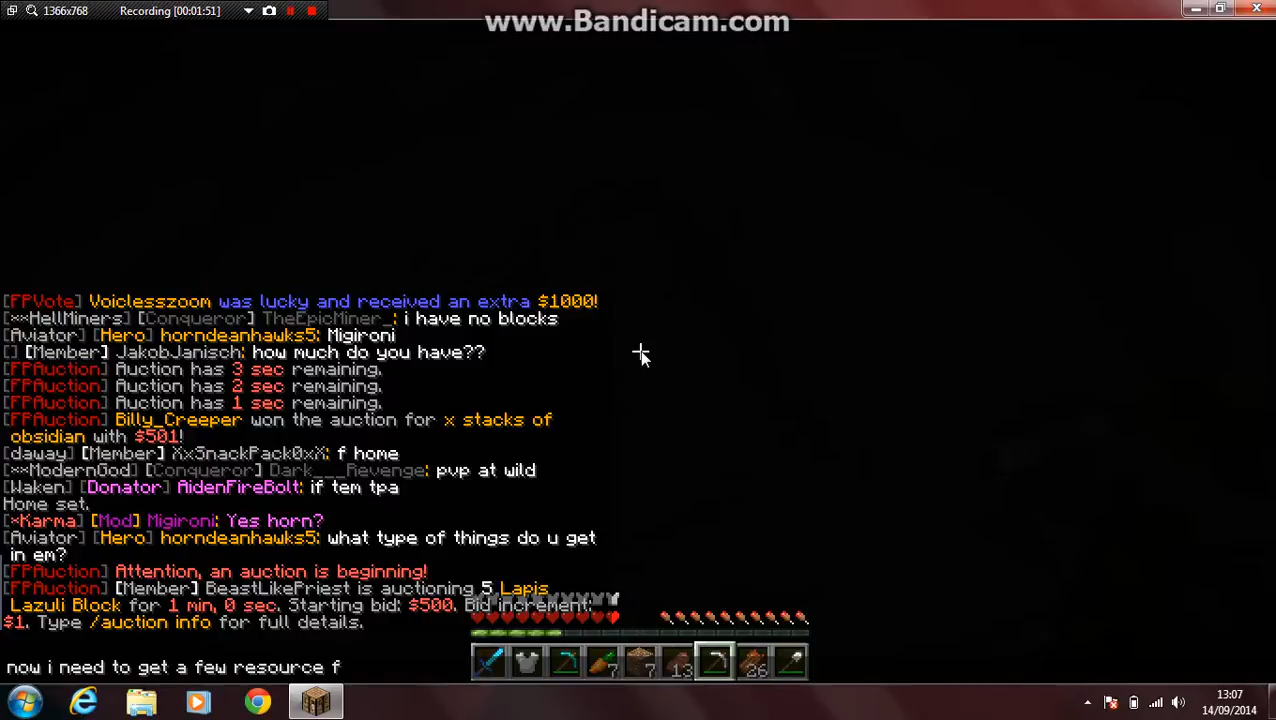 1366x768 Recording [00:01:51]
www.Bandicam.com
[FPVote] Voiclesszoom was lucky and received an extra $1000!
[××HellMiners] [Conqueror] TheEpicMiner_: i have no blocks
[Aviator] [Hero] horndeanhawks5: Migironi
[] [Member] JakobJanisch: how much do you have??
[FPAuction] Auction has 3 sec remaining.
[FPAuction] Auction has 2 sec remaining.
[FPAuction] Auction has 1 sec remaining.
[FPAuction] Billy_Creeper won the auction for x stacks of
obsidian with $501!
[daway] [Member] XxSnackPack0xX: f home
[××ModernGod] [Conqueror] Dark___Revenge: pvp at wild
[Waken] [Donator] AidenFireBolt: if tem tpa
Home set.
[×Karma] [Mod] Migironi: Yes horn?
[Aviator] [Hero] horndeanhawks5: what type of things do u get
in em?
[FPAuction] Attention, an auction is beginning!
[FPAuction] [Member] BeastLikePriest is auctioning 5 Lapis
Lazuli Block for 1 min, 0 sec. Starting bid: $500. Bid increment:
$1. Type /auction info for full details.
now i need to get a few resource f
7 7 13 26
13:07
14/09/2014